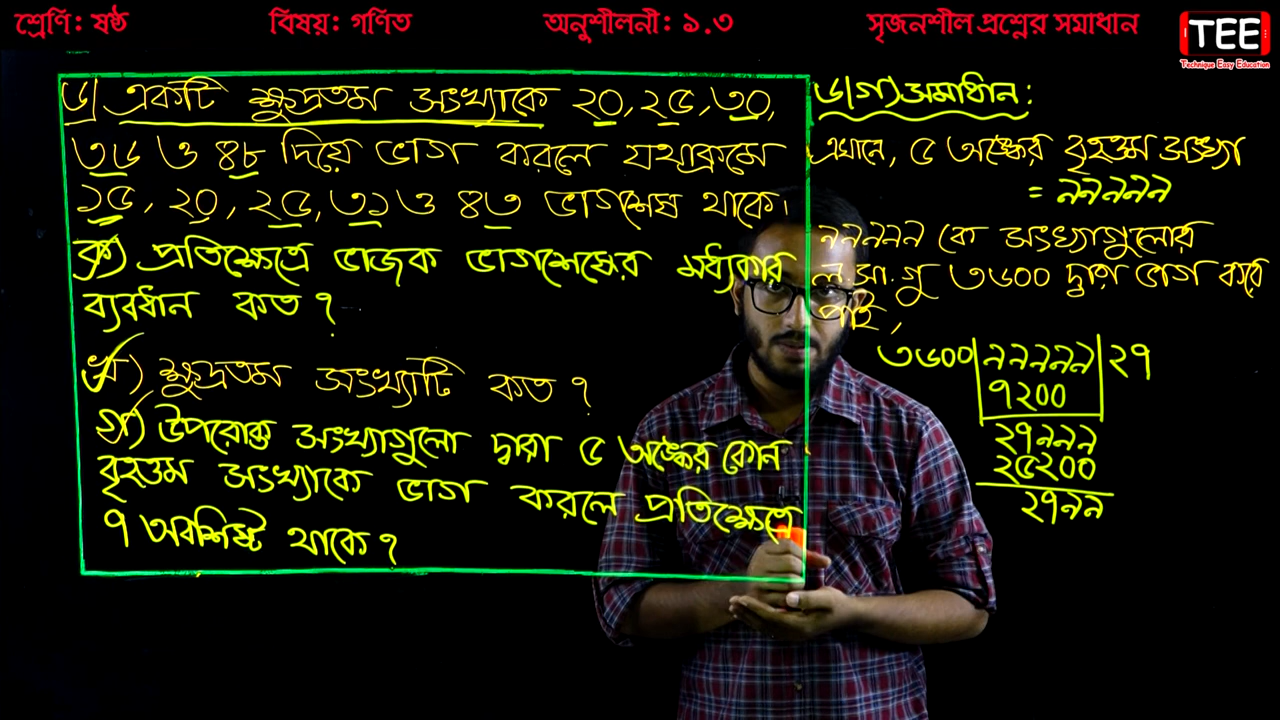 শ্রেণি: ষষ্ঠ বিষয়: গণিত অনুশীলনী: ১.৩ সৃজনশীল প্রশ্নের সমাধান
TEE
Technique Easy Education
৬। একটি ক্ষুদ্রতম সংখ্যাকে ২০, ২৫, ৩০,
৩৬ ও ৪৮ দিয়ে ভাগ করলে যথাক্রমে
১৫, ২০, ২৫, ৩১ ও ৪৩ ভাগশেষ থাকে।
ক) প্রতিক্ষেত্রে ভাজক ভাগশেষের মধ্যকার
ব্যবধান কত ?
খ) ক্ষুদ্রতম সংখ্যাটি কত ?
গ) উপরোক্ত সংখ্যাগুলো দ্বারা ৫ অঙ্কের কোন
বৃহত্তম সংখ্যাকে ভাগ করলে প্রতিক্ষেত্রে
৭ অবশিষ্ট থাকে ?
৬।গ) সমাধান:
এখানে, ৫ অঙ্কের বৃহত্তম সংখ্যা
= ৯৯৯৯৯
৯৯৯৯৯ কে সংখ্যাগুলোর
ল.সা.গু ৩৬০০ দ্বারা ভাগ করে
পাই,
৩৬০০ ৯৯৯৯৯ ২৭
৭২০০
২৭৯৯৯
২৫২০০
২৭৯৯